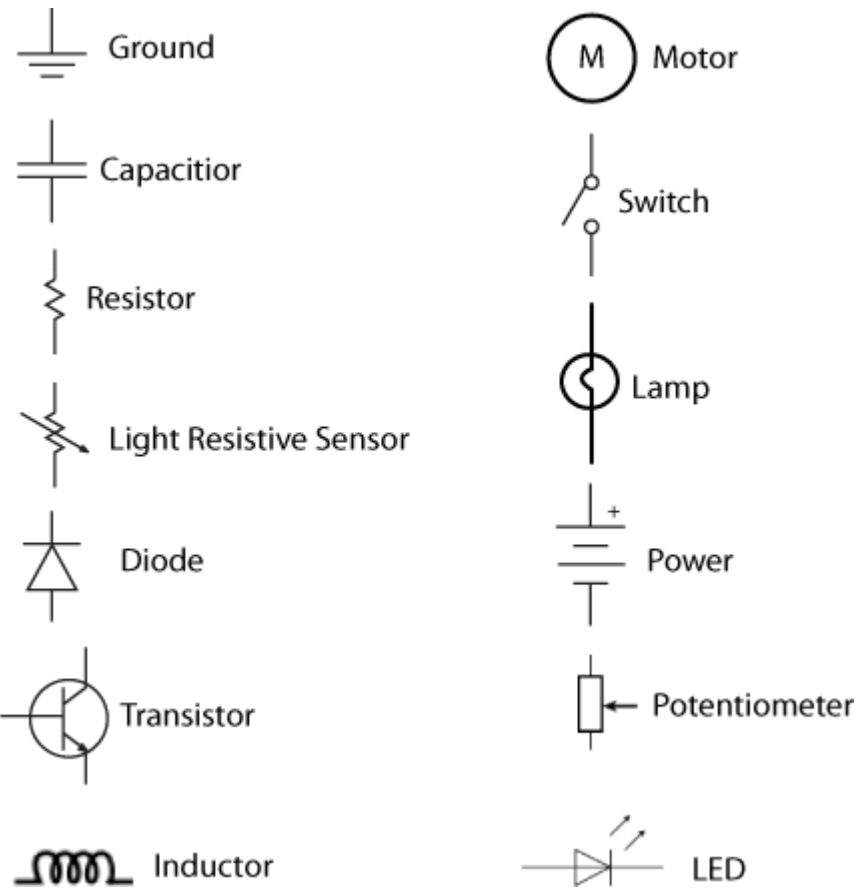 Ground
Capacitior
Resistor
Light Resistive Sensor
Diode
Transistor
Inductor
M Motor
Switch
Lamp
+
Power
Potentiometer
LED